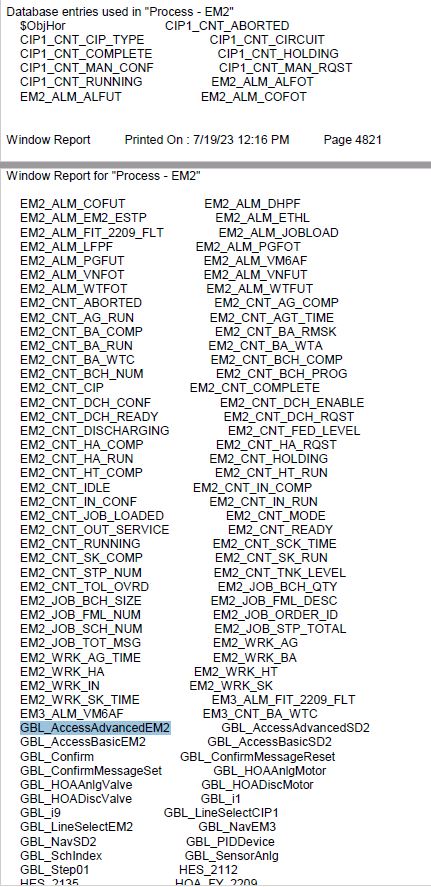 Database entries used in "Process - EM2"
$ObjHor CIP1_CNT_ABORTED
CIP1_CNT_CIP_TYPE CIP1_CNT_CIRCUIT
CIP1_CNT_COMPLETE CIP1_CNT_HOLDING
CIP1_CNT_MAN_CONF CIP1_CNT_MAN_RQST
CIP1_CNT_RUNNING EM2_ALM_ALFOT
EM2_ALM_ALFUT EM2_ALM_COFOT
Window Report Printed On : 7/19/23 12:16 PM Page 4821
Window Report for "Process - EM2"
EM2_ALM_COFUT EM2_ALM_DHPF
EM2_ALM_EM2_ESTP EM2_ALM_ETHL
EM2_ALM_FIT_2209_FLT EM2_ALM_JOBLOAD
EM2_ALM_LFPF EM2_ALM_PGFOT
EM2_ALM_PGFUT EM2_ALM_VM6AF
EM2_ALM_VNFOT EM2_ALM_VNFUT
EM2_ALM_WTFOT EM2_ALM_WTFUT
EM2_CNT_ABORTED EM2_CNT_AG_COMP
EM2_CNT_AG_RUN EM2_CNT_AGT_TIME
EM2_CNT_BA_COMP EM2_CNT_BA_RMSK
EM2_CNT_BA_RUN EM2_CNT_BA_WTA
EM2_CNT_BA_WTC EM2_CNT_BCH_COMP
EM2_CNT_BCH_NUM EM2_CNT_BCH_PROG
EM2_CNT_CIP EM2_CNT_COMPLETE
EM2_CNT_DCH_CONF EM2_CNT_DCH_ENABLE
EM2_CNT_DCH_READY EM2_CNT_DCH_RQST
EM2_CNT_DISCHARGING EM2_CNT_FED_LEVEL
EM2_CNT_HA_COMP EM2_CNT_HA_RQST
EM2_CNT_HA_RUN EM2_CNT_HOLDING
EM2_CNT_HT_COMP EM2_CNT_HT_RUN
EM2_CNT_IDLE EM2_CNT_IN_COMP
EM2_CNT_IN_CONF EM2_CNT_IN_RUN
EM2_CNT_JOB_LOADED EM2_CNT_MODE
EM2_CNT_OUT_SERVICE EM2_CNT_READY
EM2_CNT_RUNNING EM2_CNT_SCK_TIME
EM2_CNT_SK_COMP EM2_CNT_SK_RUN
EM2_CNT_STP_NUM EM2_CNT_TNK_LEVEL
EM2_CNT_TOL_OVRD EM2_JOB_BCH_QTY
EM2_JOB_BCH_SIZE EM2_JOB_FML_DESC
EM2_JOB_FML_NUM EM2_JOB_ORDER_ID
EM2_JOB_SCH_NUM EM2_JOB_STP_TOTAL
EM2_JOB_TOT_MSG EM2_WRK_AG
EM2_WRK_AG_TIME EM2_WRK_BA
EM2_WRK_HA EM2_WRK_HT
EM2_WRK_IN EM2_WRK_SK
EM2_WRK_SK_TIME EM3_ALM_FIT_2209_FLT
EM3_ALM_VM6AF EM3_CNT_BA_WTC
GBL_AccessAdvancedEM2 GBL_AccessAdvancedSD2
GBL_AccessBasicEM2 GBL_AccessBasicSD2
GBL_Confirm GBL_ConfirmMessageReset
GBL_ConfirmMessageSet GBL_HOAAnlgMotor
GBL_HOAAnlgValve GBL_HOADiscMotor
GBL_HOADiscValve GBL_i1
GBL_i9 GBL_LineSelectCIP1
GBL_LineSelectEM2 GBL_NavEM3
GBL_NavSD2 GBL_PIDDevice
GBL_SchIndex GBL_SensorAnlg
GBL_Step01 HES_2112
HES_2135 HOA_FY_2209